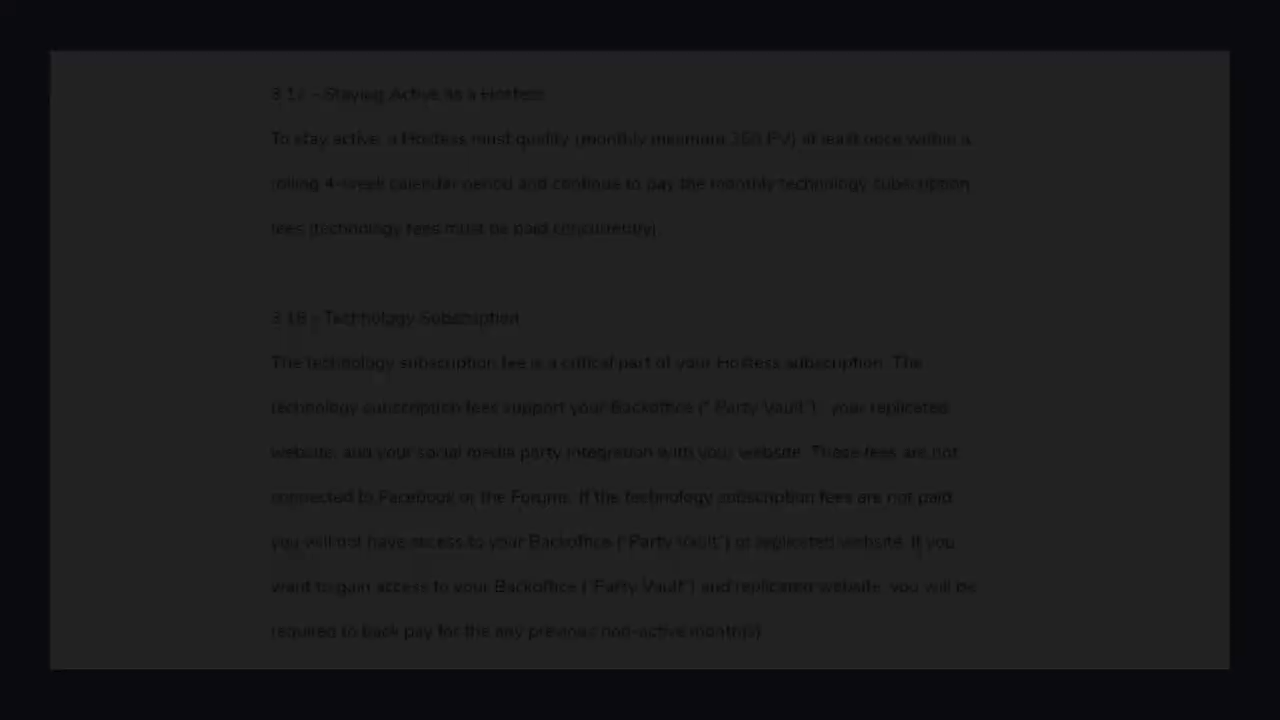 3.17 - Staying Active as a Hostess
To stay active, a Hostess must qualify (monthly minimum 250 PV) at least once within a
rolling 4-week calendar period and continue to pay the monthly technology subscription
fees (technology fees must be paid concurrently).
3.18 - Technology Subscription
The technology subscription fee is a critical part of your Hostess subscription. The
technology subscription fees support your Backoffice (" Party Vault") , your replicated
website, and your social media party integration with your website. These fees are not
connected to Facebook or the Forums. If the technology subscription fees are not paid
you will not have access to your Backoffice ("Party Vault") or replicated website. If you
want to gain access to your Backoffice ( "Party Vault") and replicated website, you will be
required to back pay for the any previous non-active month(s).